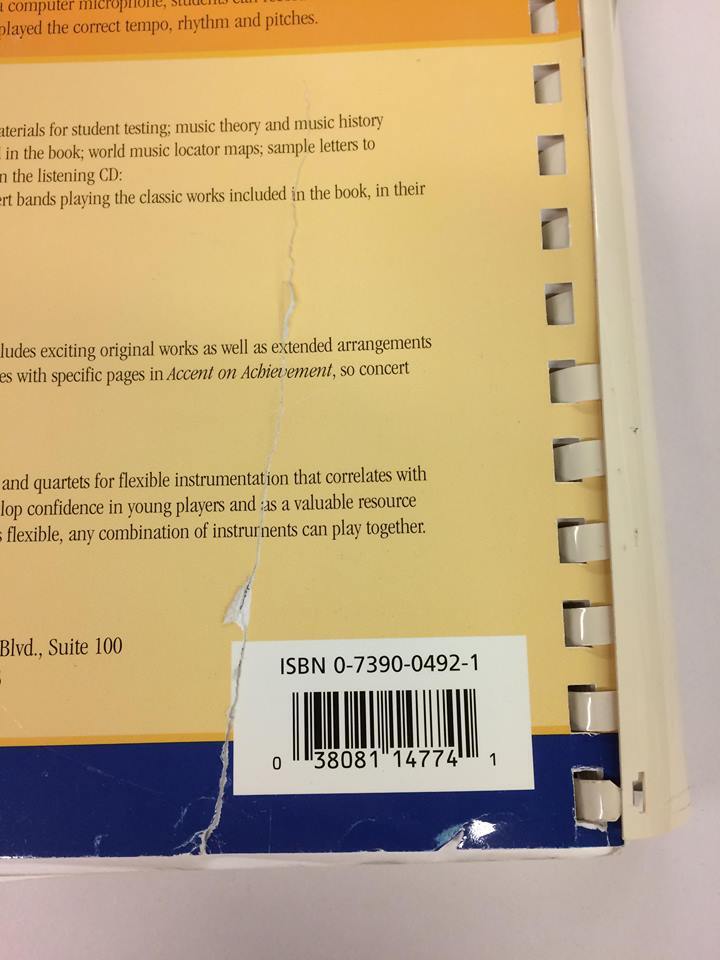 a computer microphone, students can
played the correct tempo, rhythm and pitches.
aterials for student testing; music theory and music history
l in the book; world music locator maps; sample letters to
n the listening CD:
ert bands playing the classic works included in the book, in their
ludes exciting original works as well as extended arrangements
es with specific pages in Accent on Achievement, so concert
and quartets for flexible instrumentation that correlates with
lop confidence in young players and as a valuable resource
s flexible, any combination of instruments can play together.
Blvd., Suite 100
ISBN 0-7390-0492-1
0 38081 14774 1